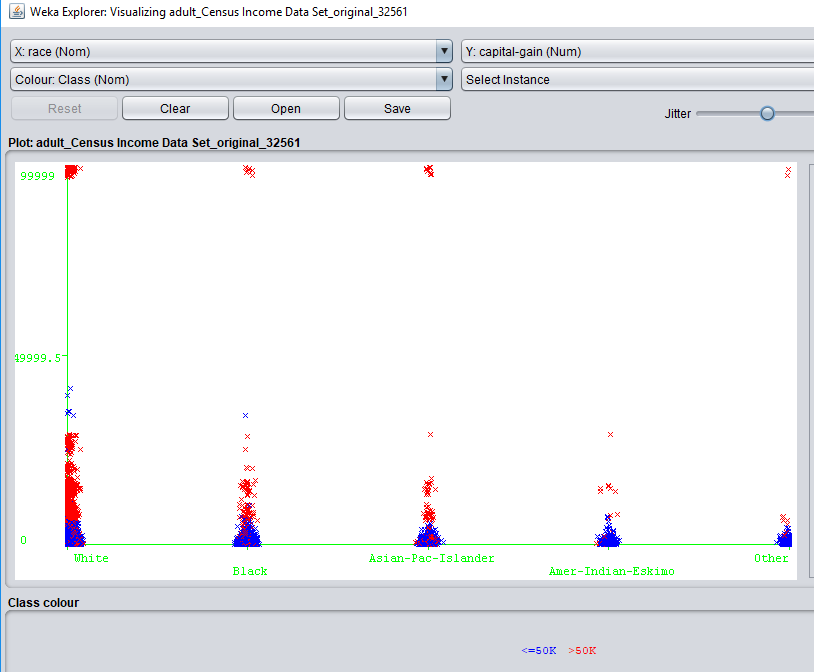 Weka Explorer: Visualizing adult_Census Income Data Set_original_32561
X: race (Nom)
Y: capital-gain (Num)
Colour: Class (Nom)
Select Instance
Reset
Clear
Open
Save
Jitter
Plot: adult_Census Income Data Set_original_32561
99999
49999.5
0
White
Black
Asian-Pac-Islander
Amer-Indian-Eskimo
Other
Class colour
<=50K >50K